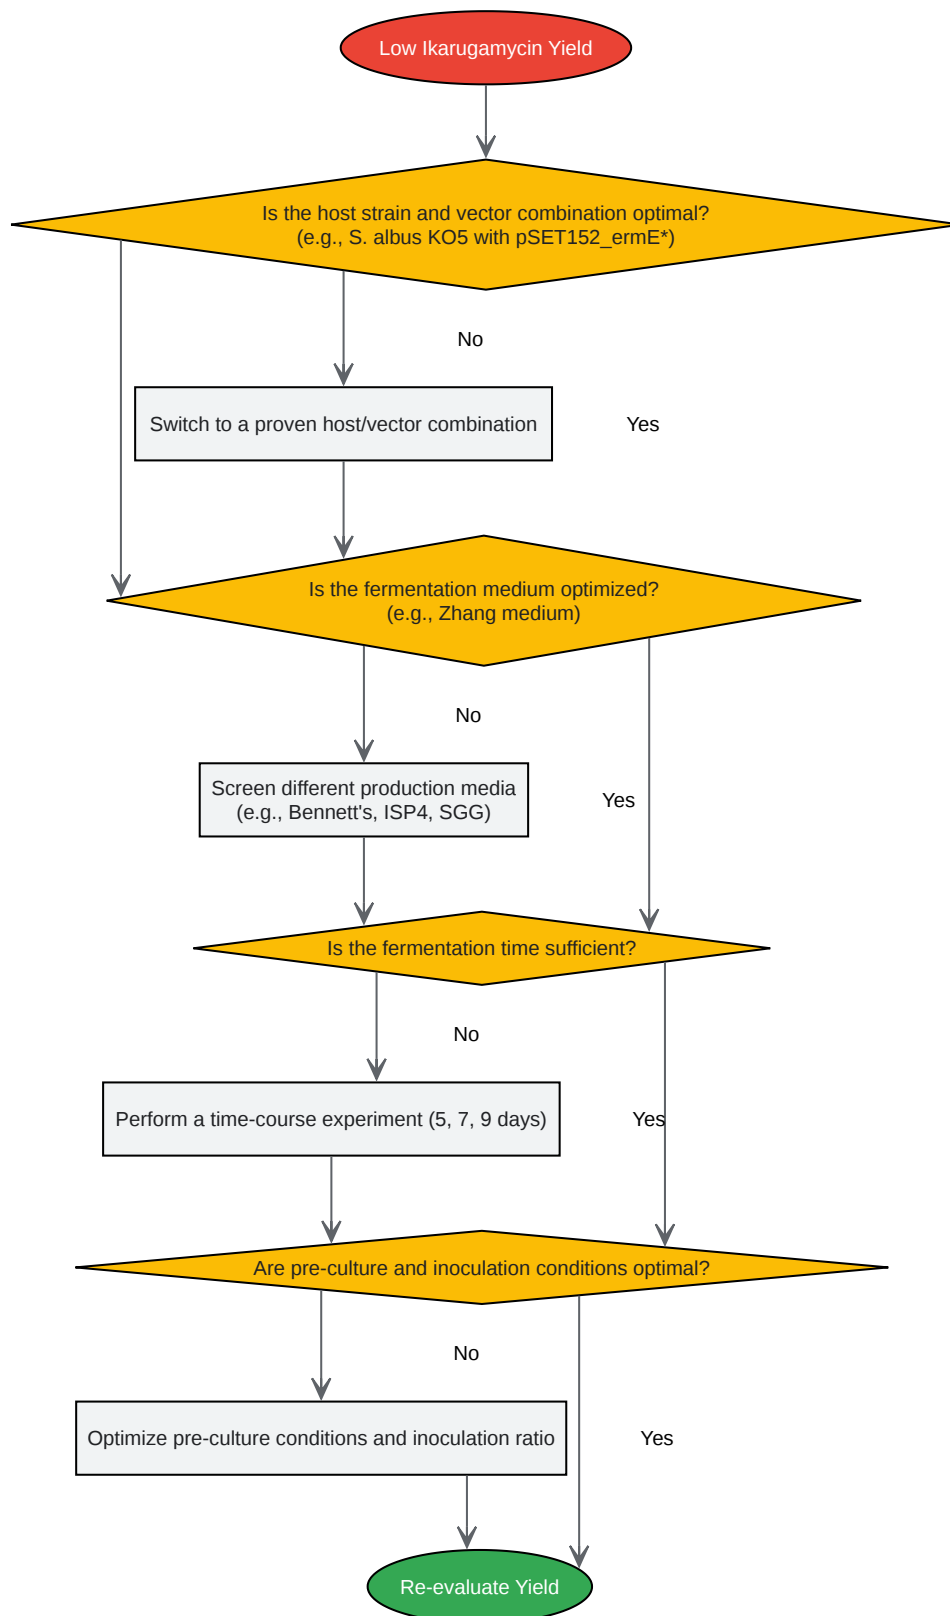 Low Ikarugamycin Yield
Is the host strain and vector combination optimal?
(e.g., S. albus KO5 with pSET152_ermE*)
No
Switch to a proven host/vector combination
Yes
Is the fermentation medium optimized?
(e.g., Zhang medium)
No
Screen different production media
(e.g., Bennett's, ISP4, SGG)
Yes
Is the fermentation time sufficient?
No
Perform a time-course experiment (5, 7, 9 days)
Yes
Are pre-culture and inoculation conditions optimal?
No
Optimize pre-culture conditions and inoculation ratio
Yes
Re-evaluate Yield